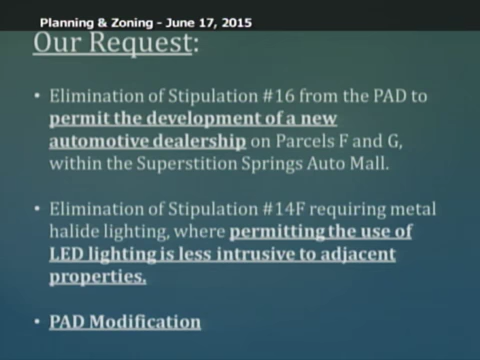 Planning & Zoning - June 17, 2015
Our Request:
• Elimination of Stipulation #16 from the PAD to
permit the development of a new
automotive dealership on Parcels F and G,
within the Superstition Springs Auto Mall.
• Elimination of Stipulation #14F requiring metal
halide lighting, where permitting the use of
LED lighting is less intrusive to adjacent
properties.
• PAD Modification